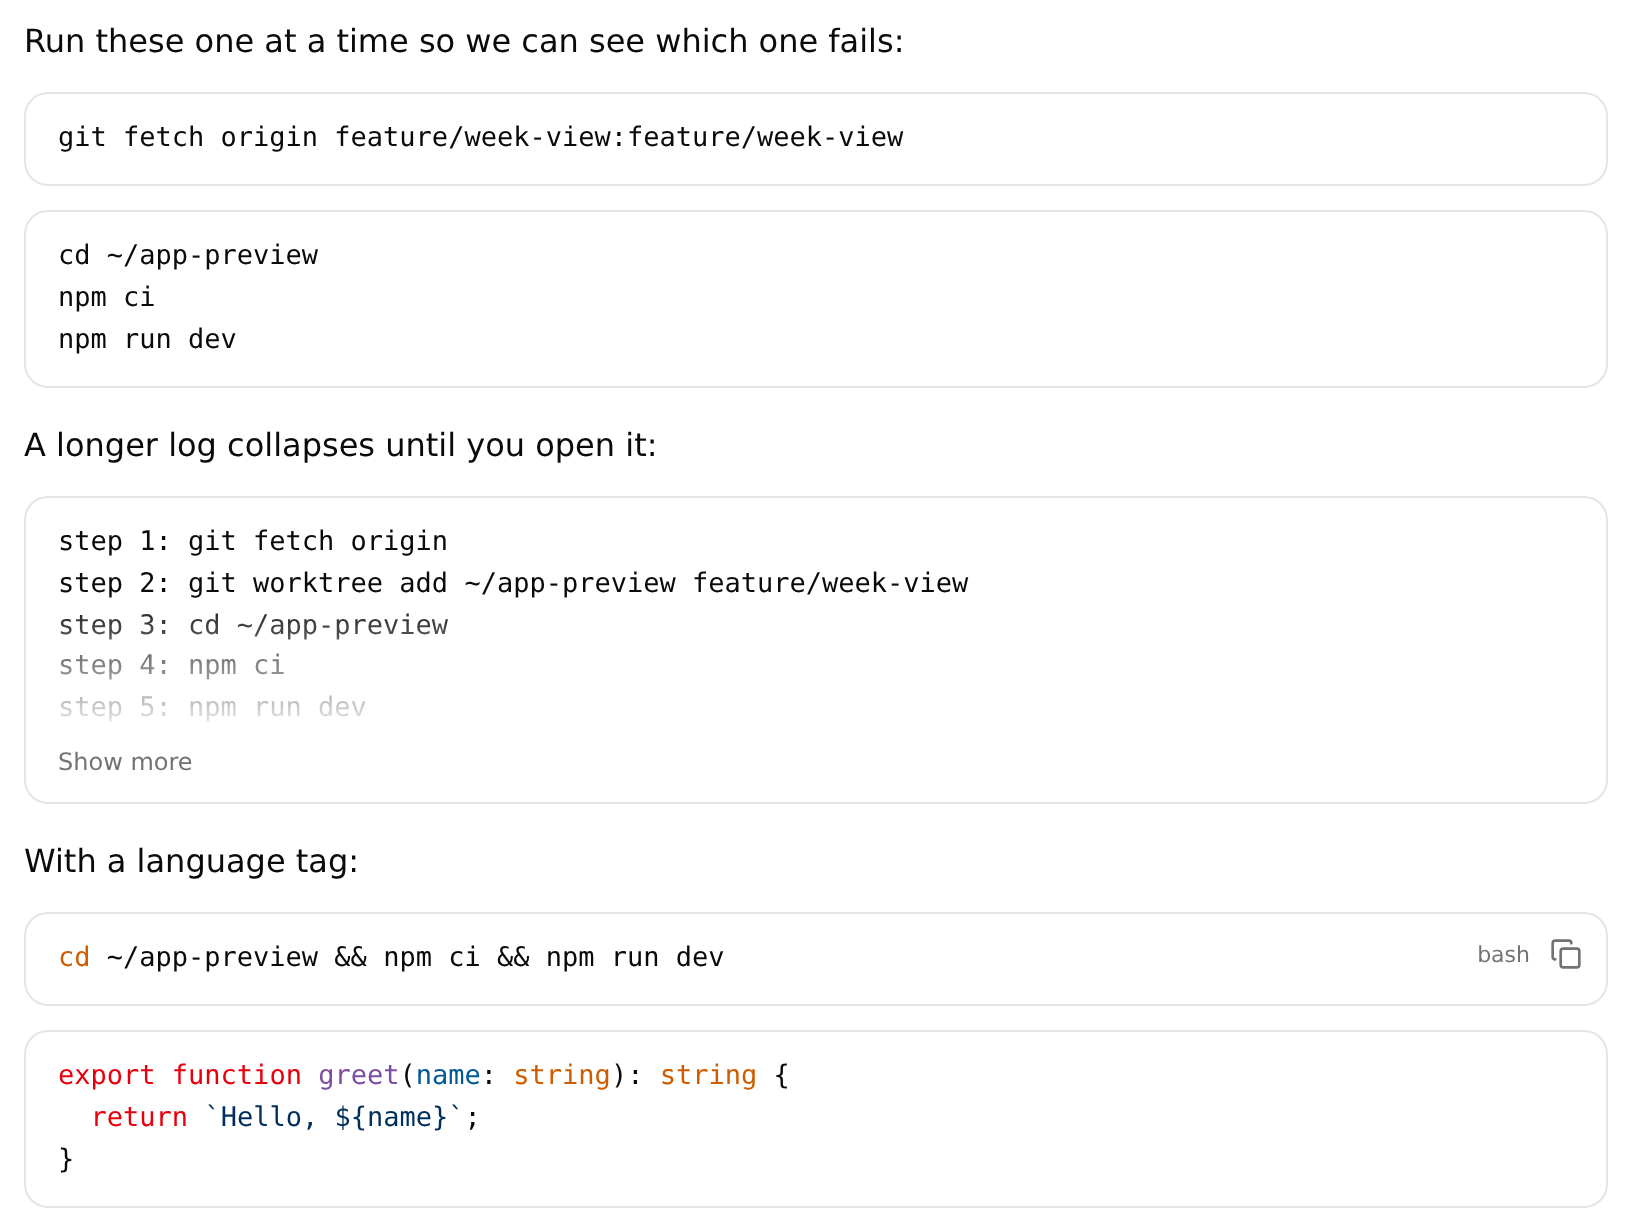 Run these one at a time so we can see which one fails:
git fetch origin feature/week-view:feature/week-view
cd ~/app-preview
npm ci
npm run dev
A longer log collapses until you open it:
step 1: git fetch origin
step 2: git worktree add ~/app-preview feature/week-view
step 3: cd ~/app-preview
step 4: npm ci
step 5: npm run dev
Show more
With a language tag:
cd ~/app-preview && npm ci && npm run dev
bash
export function greet(name: string): string {
  return `Hello, ${name}`;
}